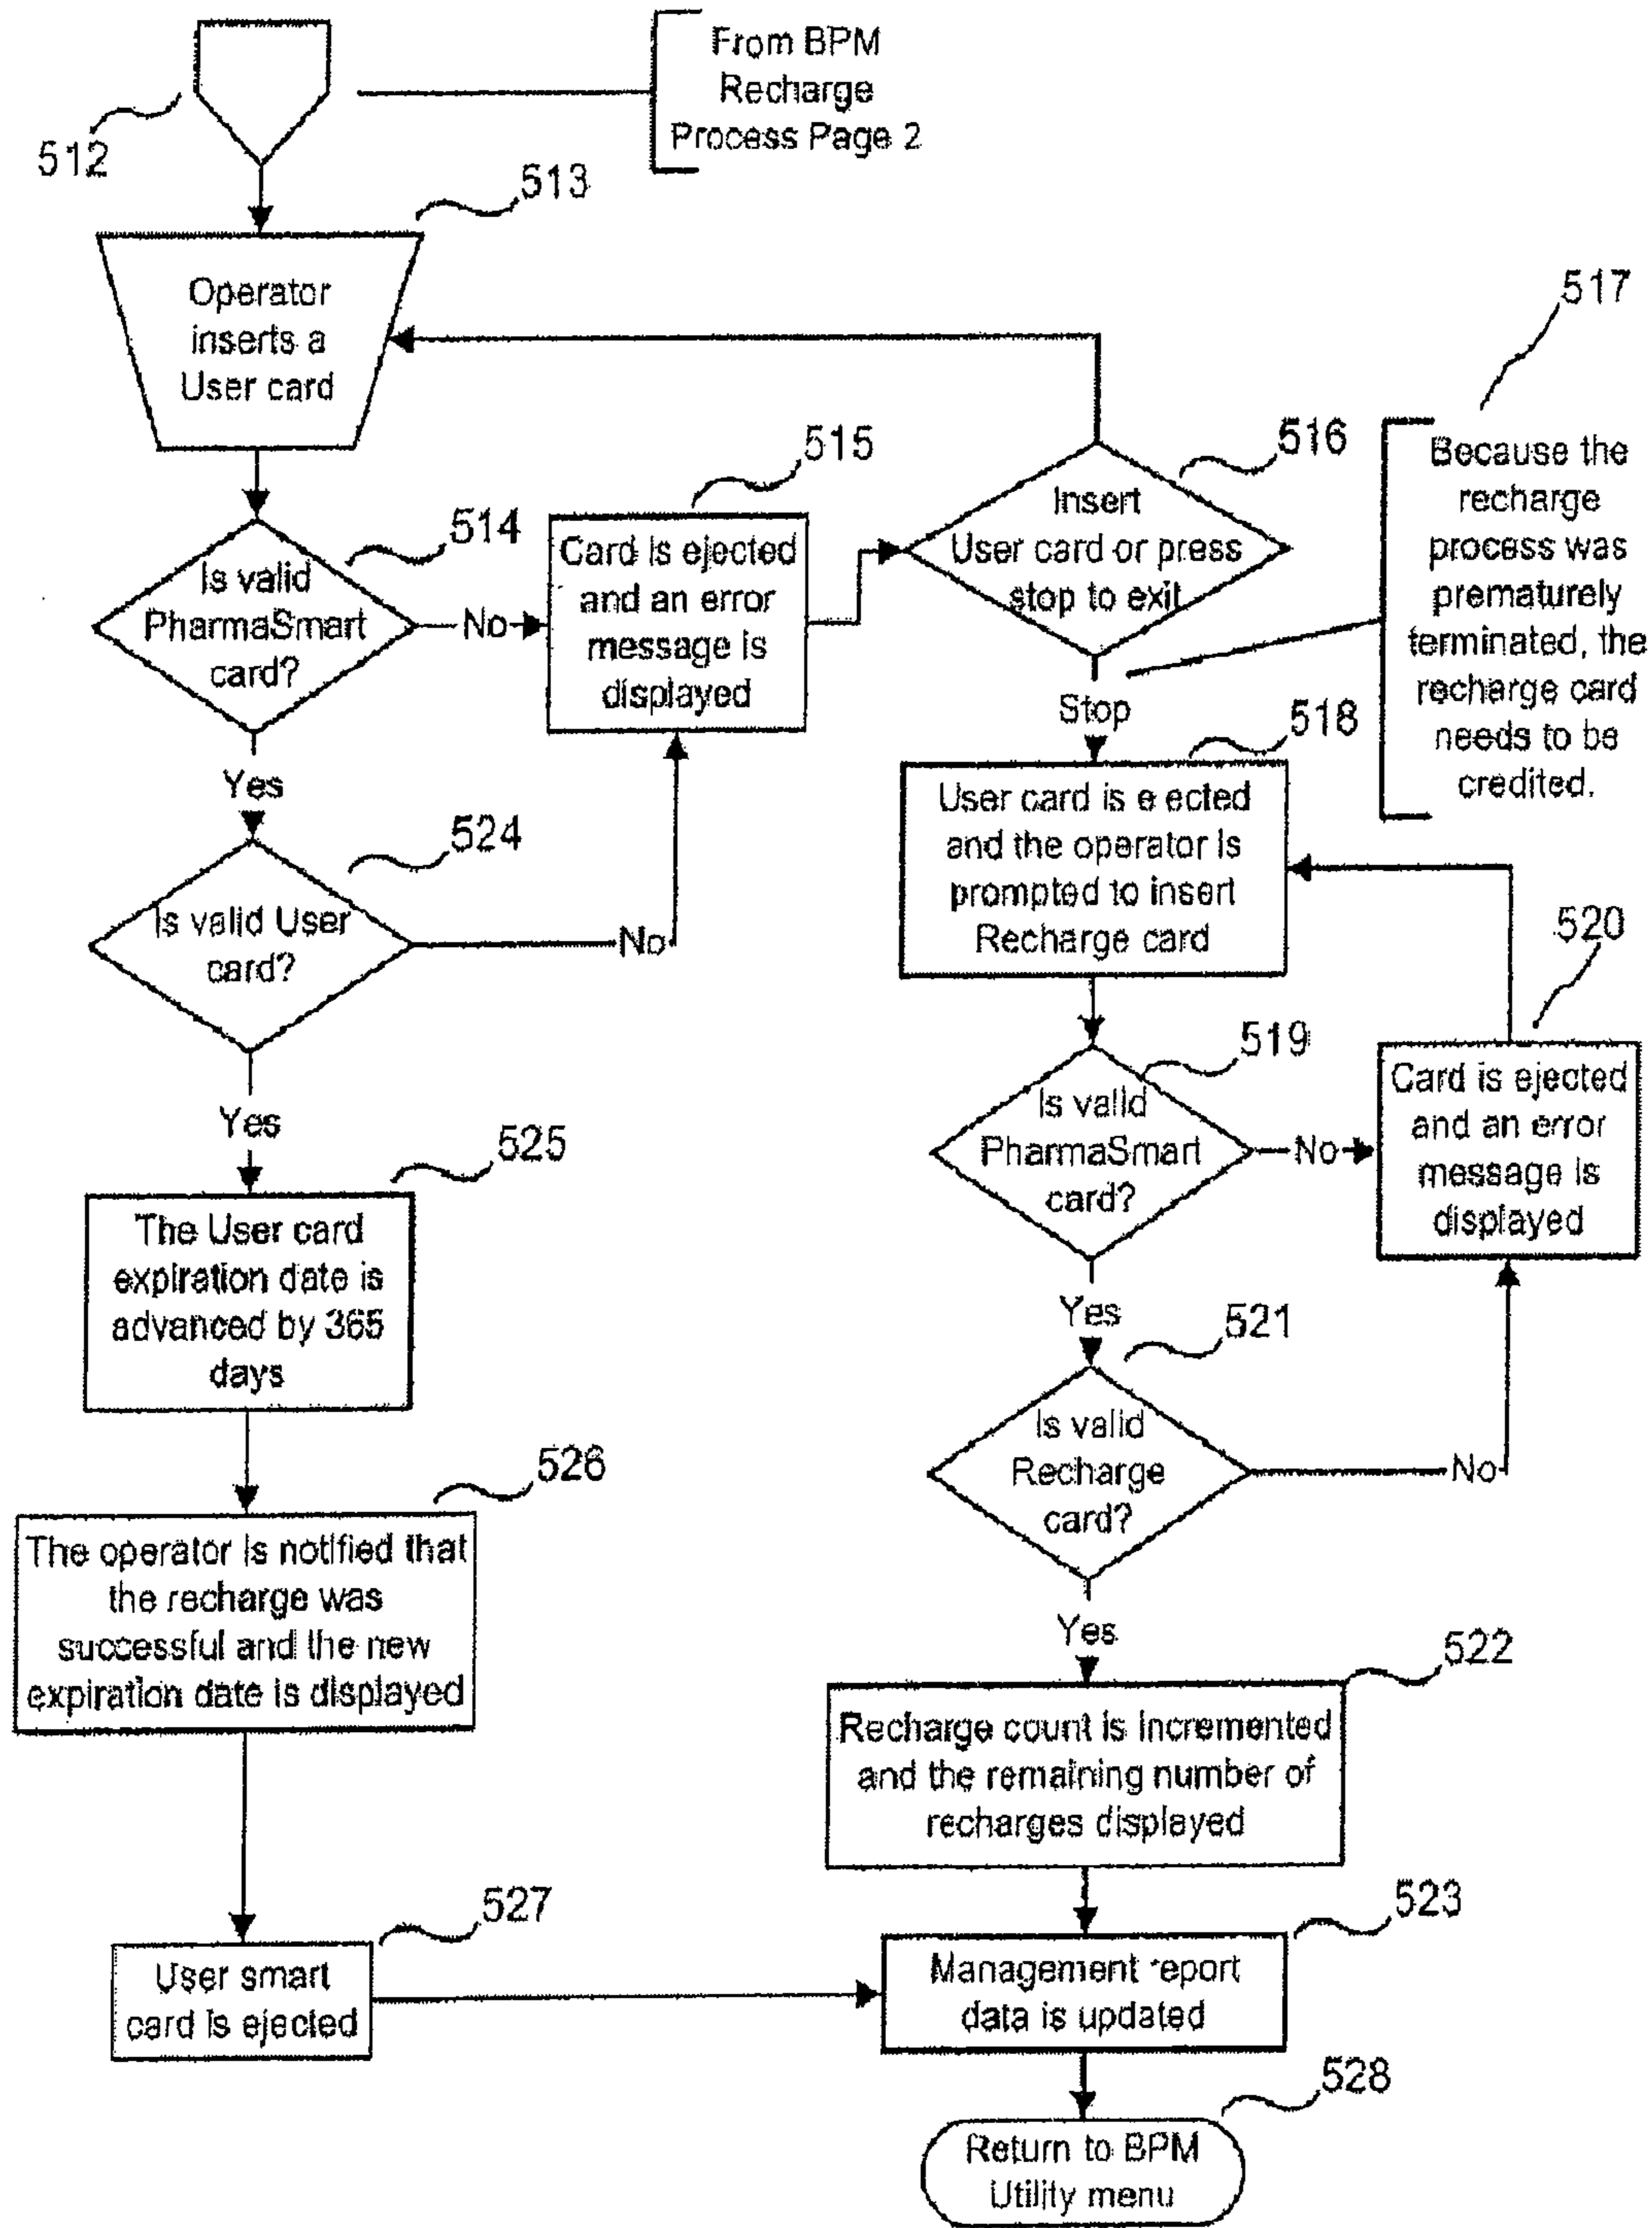 From BPM
Recharge
Process Page 2
512
513
Operator
inserts a
User card
517
Because the
recharge
process was
prematurely
terminated, the
recharge card
needs to be
credited.
514
Is valid
PharmaSmart
card?
No
515
Card is ejected
and an error
message is
displayed
516
Insert
User card or press
stop to exit
Stop
Yes
518
User card is ejected
and the operator is
prompted to insert
Recharge card
524
Is valid User
card?
No
520
Card is ejected
and an error
message is
displayed
519
Is valid
PharmaSmart
card?
No
Yes
Yes
525
The User card
expiration date is
advanced by 365
days
521
Is valid
Recharge
card?
No
Yes
526
The operator is notified that
the recharge was
successful and the new
expiration date is displayed
522
Recharge count is incremented
and the remaining number of
recharges displayed
527
User smart
card is ejected
523
Management report
data is updated
528
Return to BPM
Utility menu